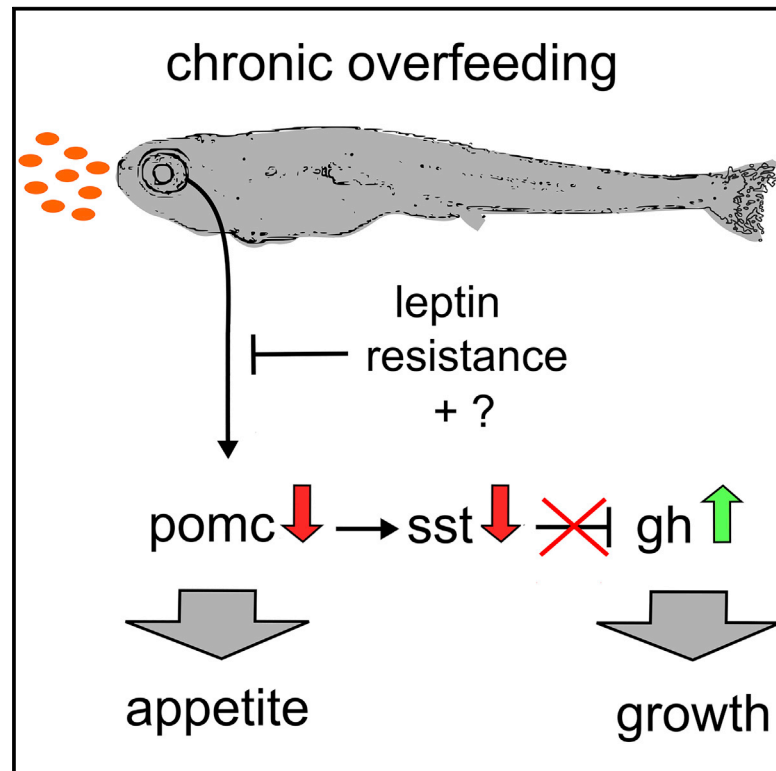 chronic overfeeding
leptin
resistance
+ ?
pomc sst gh
appetite growth